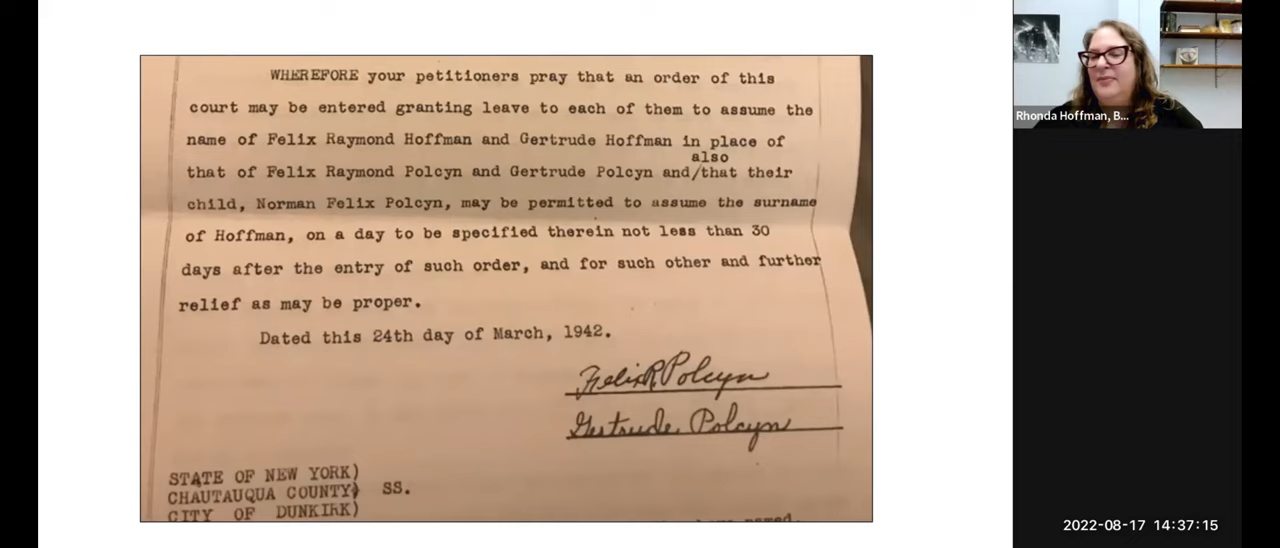 WHEREFORE your petitioners pray that an order of this
court may be entered granting leave to each of them to assume the
name of Felix Raymond Hoffman and Gertrude Hoffman in place of
also
that of Felix Raymond Polcyn and Gertrude Polcyn and/that their
child, Norman Felix Polcyn, may be permitted to assume the surname
of Hoffman, on a day to be specified therein not less than 30
days after the entry of such order, and for such other and further
relief as may be proper.
Dated this 24th day of March, 1942.
Felix R Polcyn
Gertrude Polcyn
STATE OF NEW YORK)
CHAUTAUQUA COUNTY) SS.
CITY OF DUNKIRK)
named.
Rhonda Hoffman, B...
2022-08-17 14:37:15